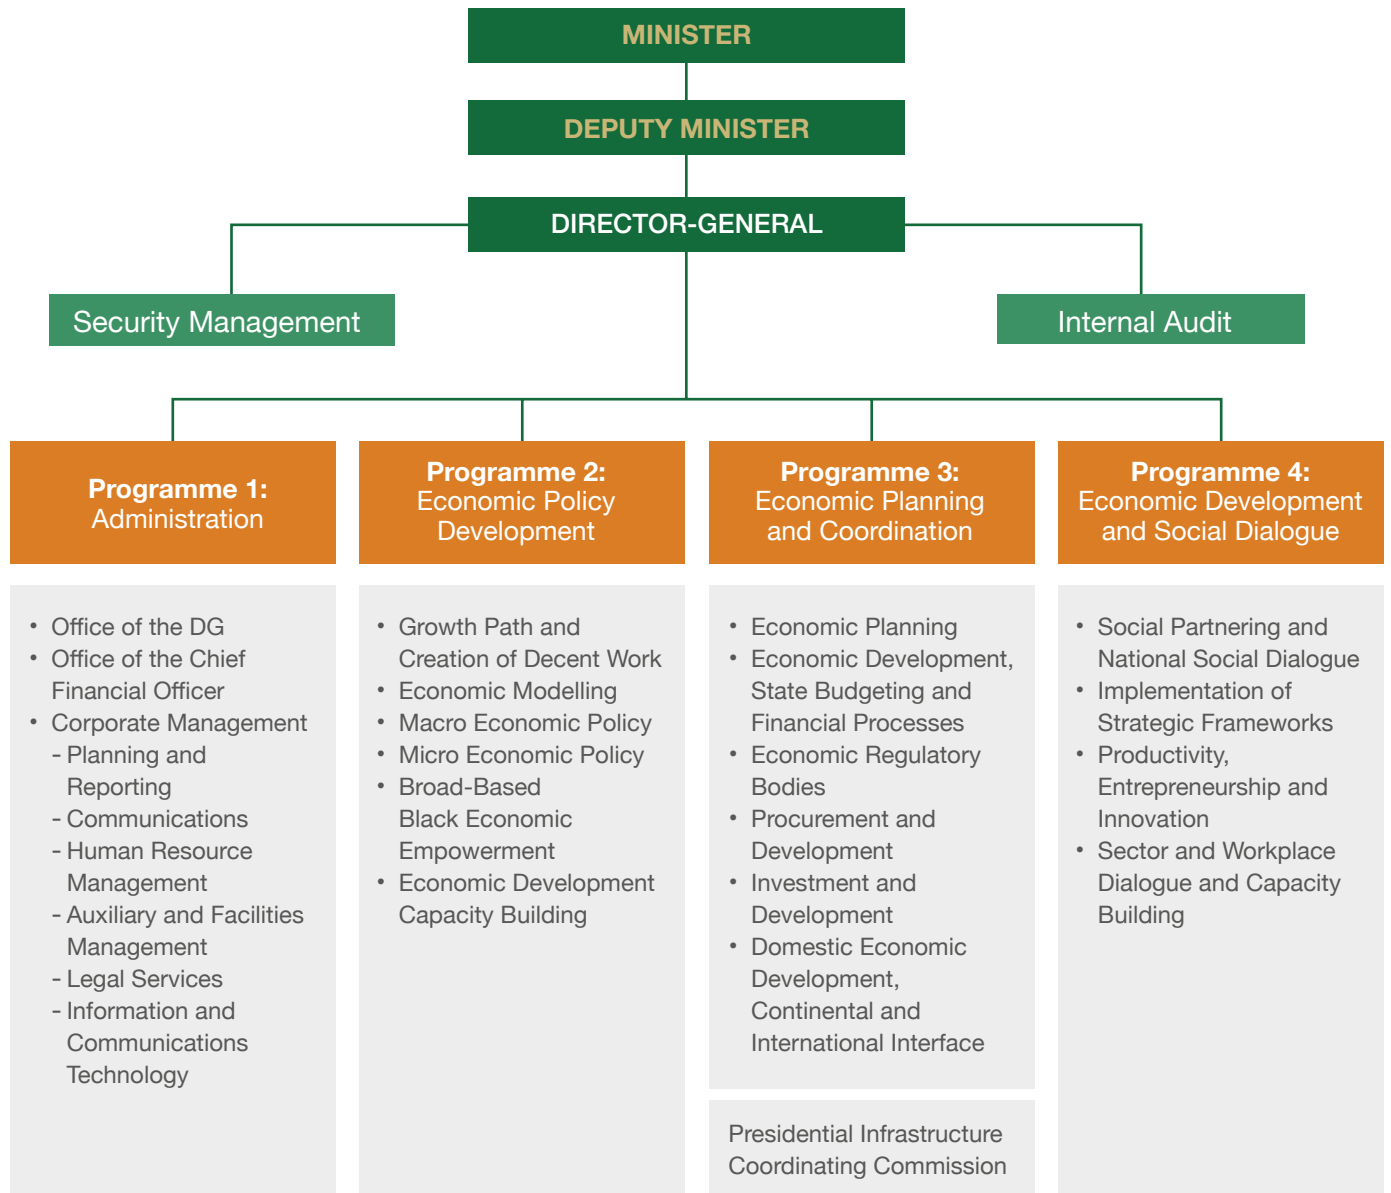 MINISTER
DEPUTY MINISTER
DIRECTOR-GENERAL
Security Management
Internal Audit
Programme 1:
Administration
• Office of the DG
• Office of the Chief
Financial Officer
• Corporate Management
- Planning and
Reporting
- Communications
- Human Resource
Management
- Auxiliary and Facilities
Management
- Legal Services
- Information and
Communications
Technology
Programme 2:
Economic Policy
Development
• Growth Path and
Creation of Decent Work
• Economic Modelling
• Macro Economic Policy
• Micro Economic Policy
• Broad-Based
Black Economic
Empowerment
• Economic Development
Capacity Building
Programme 3:
Economic Planning
and Coordination
• Economic Planning
• Economic Development,
State Budgeting and
Financial Processes
• Economic Regulatory
Bodies
• Procurement and
Development
• Investment and
Development
• Domestic Economic
Development,
Continental and
International Interface
Presidential Infrastructure
Coordinating Commission
Programme 4:
Economic Development
and Social Dialogue
• Social Partnering and
National Social Dialogue
• Implementation of
Strategic Frameworks
• Productivity,
Entrepreneurship and
Innovation
• Sector and Workplace
Dialogue and Capacity
Building